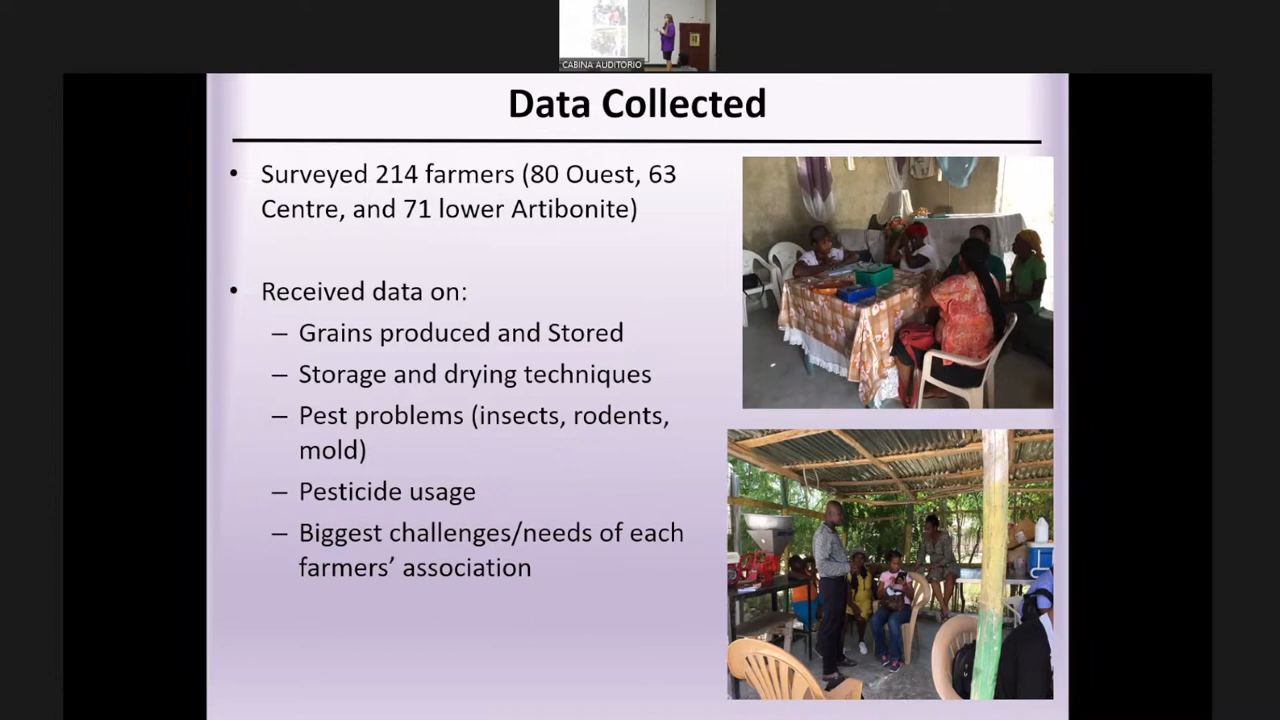 CABINA AUDITORIO
Data Collected
• Surveyed 214 farmers (80 Ouest, 63
Centre, and 71 lower Artibonite)
• Received data on:
– Grains produced and Stored
– Storage and drying techniques
– Pest problems (insects, rodents,
mold)
– Pesticide usage
– Biggest challenges/needs of each
farmers’ association